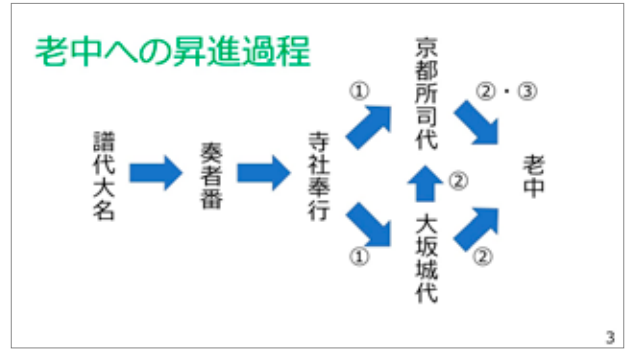 老中への昇進過程
譜代大名
奏者番
寺社奉行
①
①
京都所司代
②
大坂城代
②・③
②
老中
3